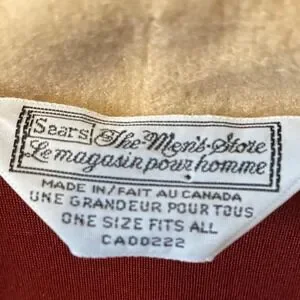 Sears The Men's Store
Le magasin pour homme
MADE IN/FAIT AU CANADA
UNE GRANDEUR POUR TOUS
ONE SIZE FITS ALL
CA00222